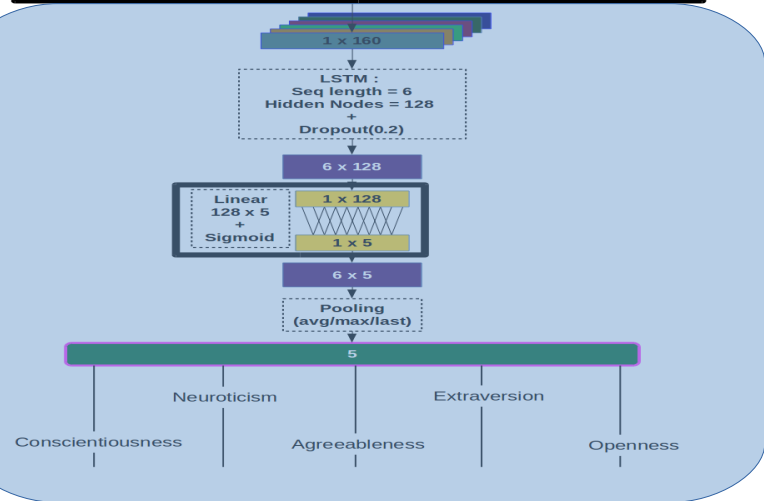 1 x 160
LSTM :
Seq length = 6
Hidden Nodes = 128
+
Dropout(0.2)
6 x 128
Linear
128 x 5
+
Sigmoid
1 x 128
1 x 5
6 x 5
Pooling
(avg/max/last)
5
Neuroticism
Extraversion
Conscientiousness
Agreeableness
Openness